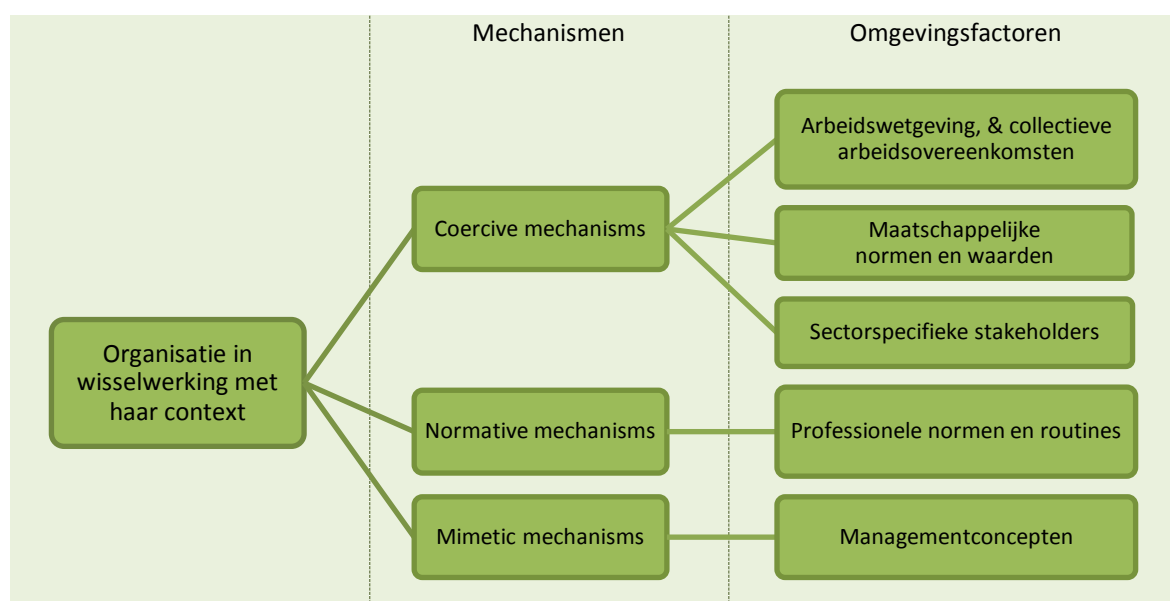 Mechanismen
Omgevingsfactoren
Arbeidswetgeving, & collectieve
arbeidsovereenkomsten
Coercive mechanisms
Maatschappelijke
normen en waarden
Sectorspecifieke stakeholders
Organisatie in
wisselwerking met
haar context
Normative mechanisms
Professionele normen en routines
Mimetic mechanisms
Managementconcepten